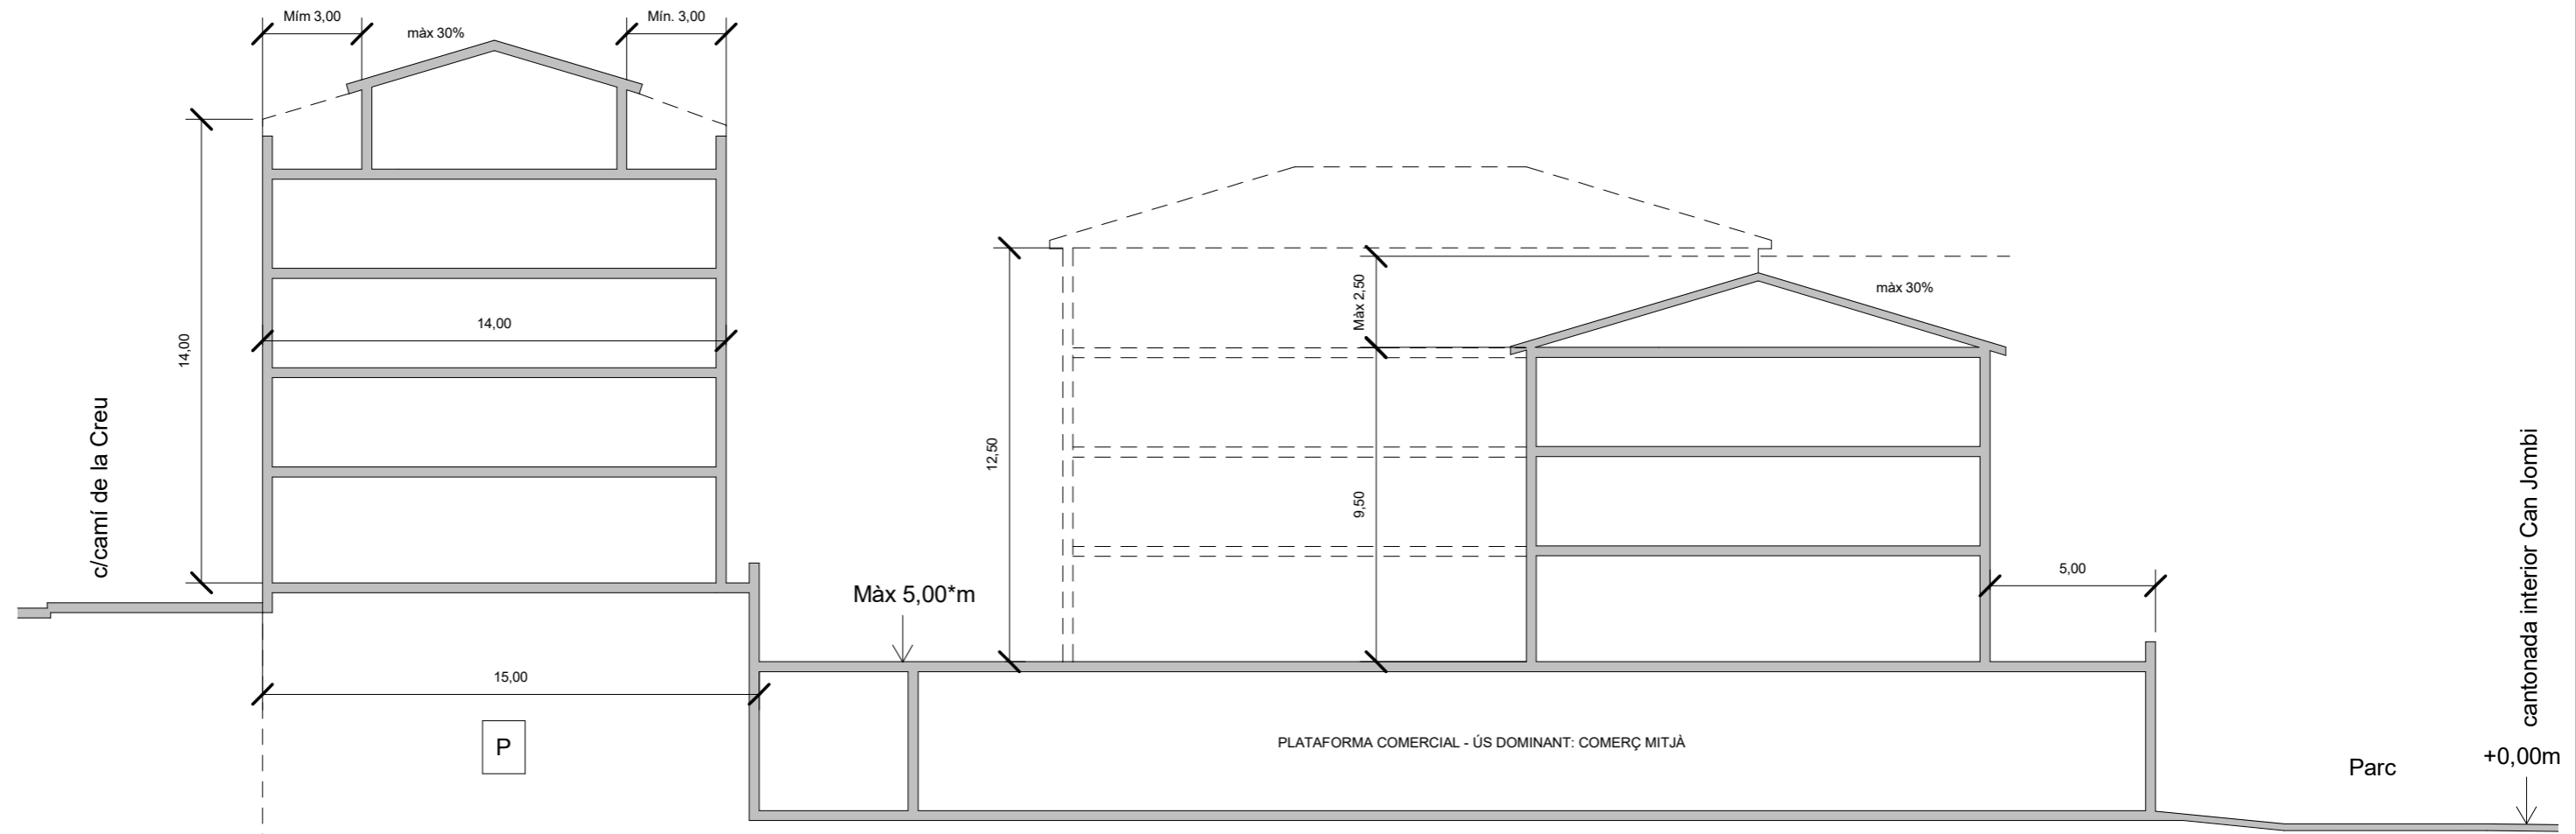 Mím 3,00
màx 30%
Mín. 3,00
14,00
14,00
c/camí de la Creu
15,00
P
Màx 5,00*m
12,50
Màx 2,50
9,50
màx 30%
5,00
PLATAFORMA COMERCIAL - ÚS DOMINANT: COMERÇ MITJÀ
Parc
cantonada interior Can Jombi
+0,00m